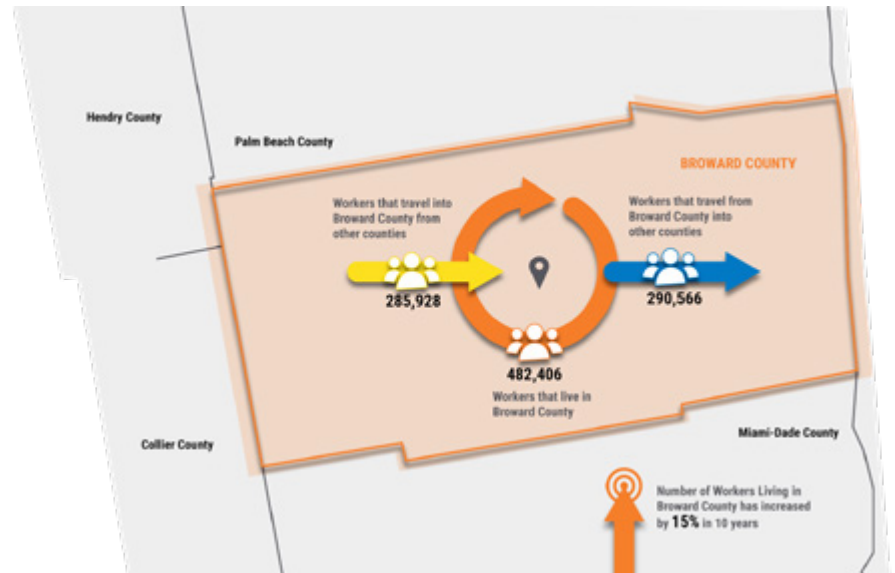 Hendry County
Palm Beach County
BROWARD COUNTY
Workers that travel into
Broward County from
other counties
285,928
Workers that travel from
Broward County into
other counties
290,566
482,406
Workers that live in
Broward County
Collier County
Miami-Dade County
Number of Workers Living in
Broward County has increased
by 15% in 10 years